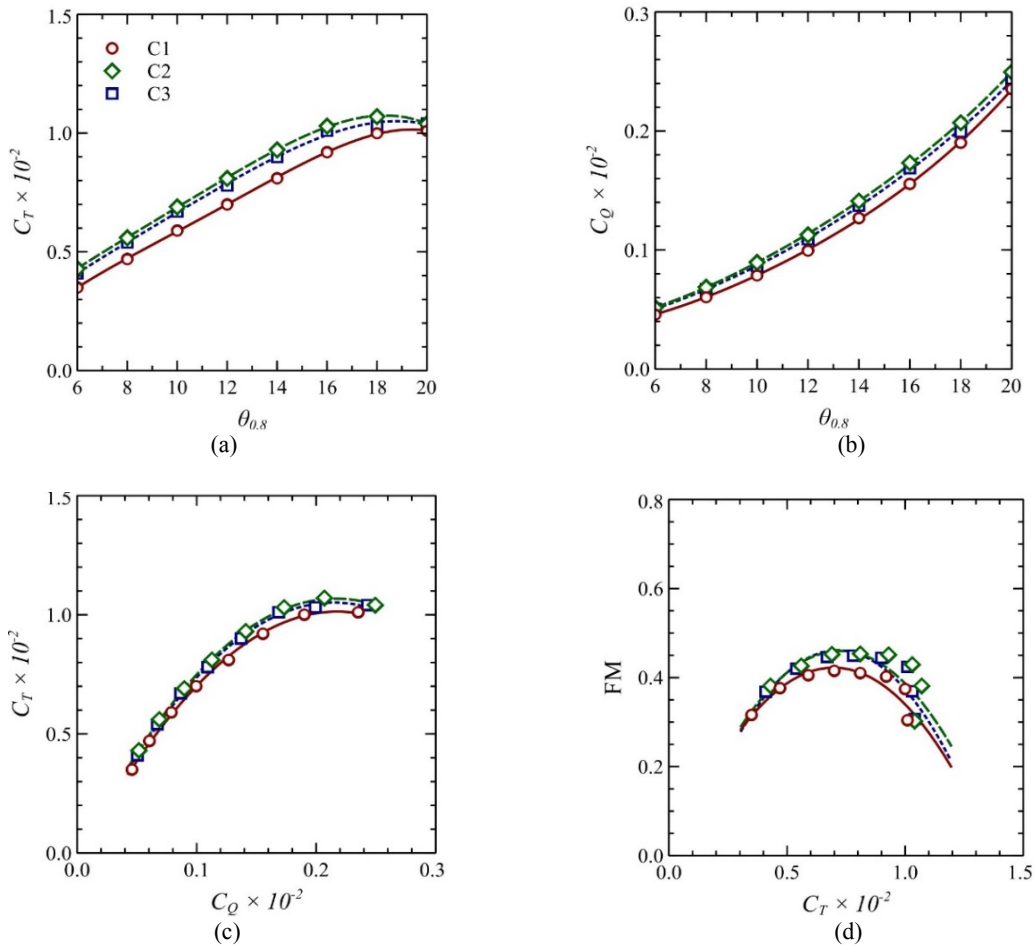 1.5
1.0
0.5
0.0
C_T × 10^-2
C1
C2
C3
6 8 10 12 14 16 18 20
θ_0.8
(a)
0.3
0.2
0.1
0.0
C_Q × 10^-2
6 8 10 12 14 16 18 20
θ_0.8
(b)
1.5
1.0
0.5
0.0
C_T × 10^-2
0.0 0.1 0.2 0.3
C_Q × 10^-2
(c)
0.8
0.6
0.4
0.2
0.0
FM
0.0 0.5 1.0 1.5
C_T × 10^-2
(d)